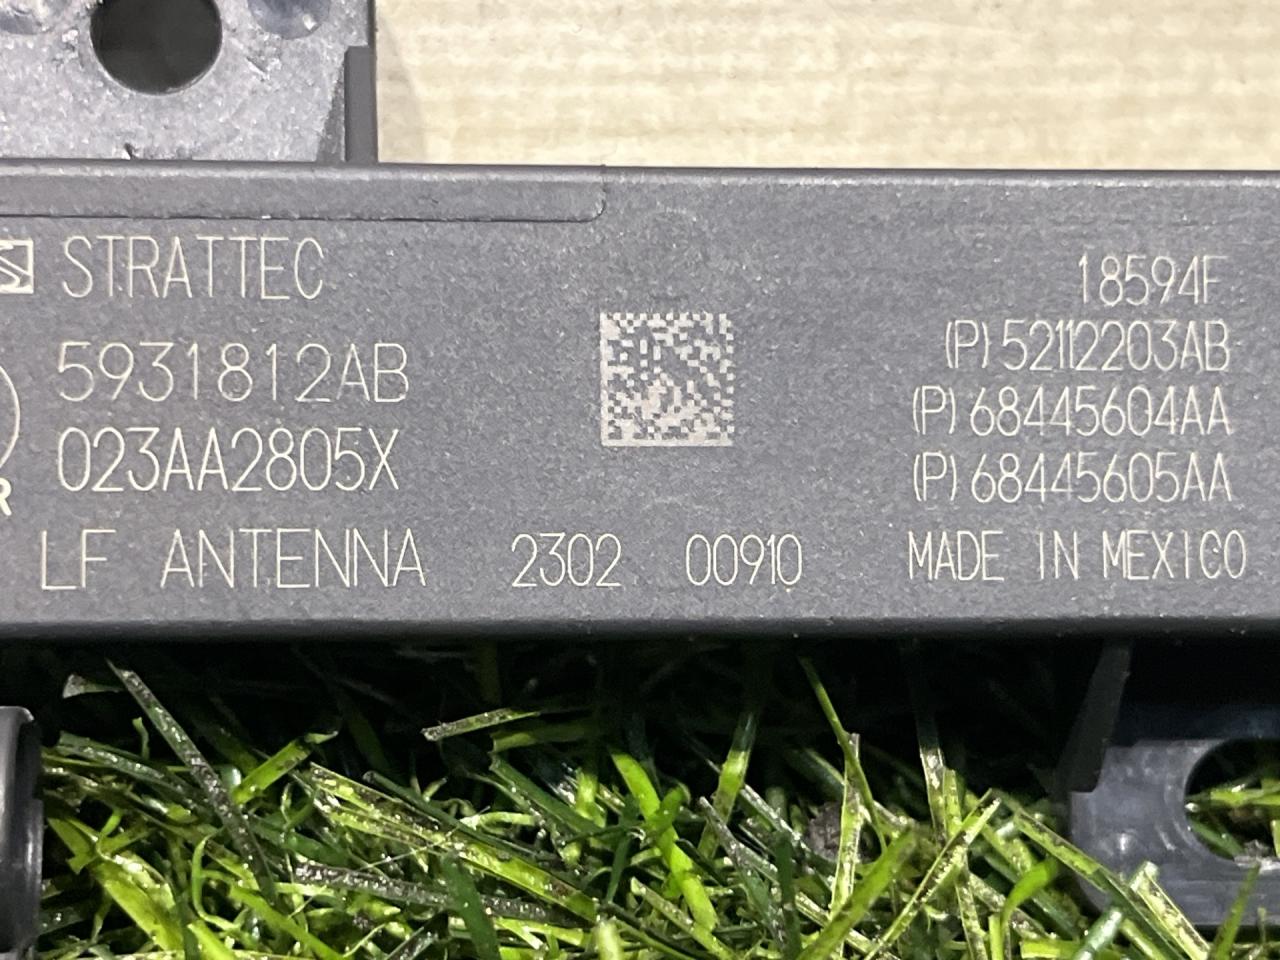 STRATTEC
5931812AB
023AA2805X
R
LF ANTENNA 2302 00910
18594F
(P) 52112203AB
(P) 68445604AA
(P) 68445605AA
MADE IN MEXICO